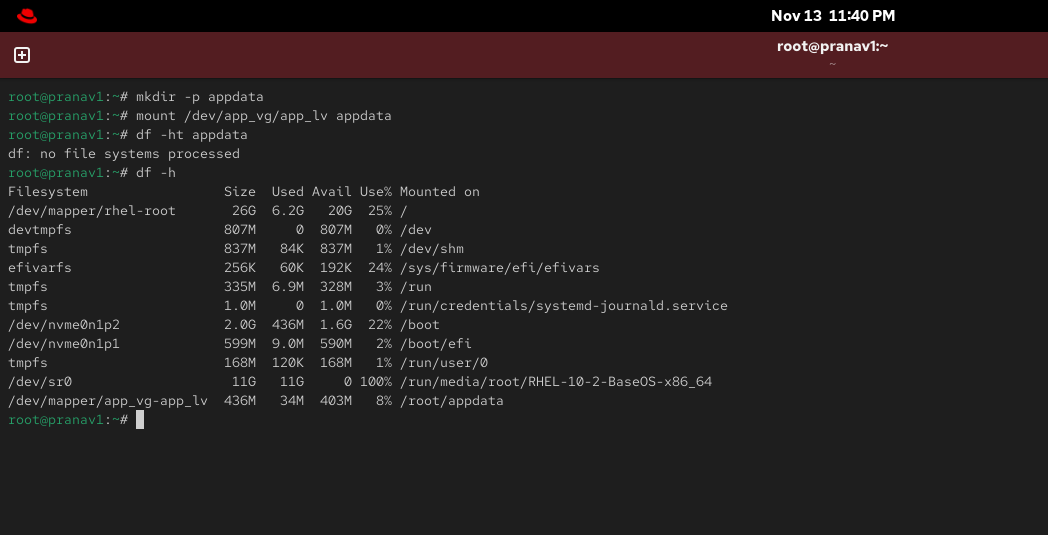 Nov 13 11:40 PM
root@pranav1:~
~
root@pranav1:~# mkdir -p appdata
root@pranav1:~# mount /dev/app_vg/app_lv appdata
root@pranav1:~# df -ht appdata
df: no file systems processed
root@pranav1:~# df -h
Filesystem                 Size  Used Avail Use% Mounted on
/dev/mapper/rhel-root       26G  6.2G   20G  25% /
devtmpfs                   807M     0  807M   0% /dev
tmpfs                      837M   84K  837M   1% /dev/shm
efivarfs                   256K   60K  192K  24% /sys/firmware/efi/efivars
tmpfs                      335M  6.9M  328M   3% /run
tmpfs                      1.0M     0  1.0M   0% /run/credentials/systemd-journald.service
/dev/nvme0n1p2             2.0G  436M  1.6G  22% /boot
/dev/nvme0n1p1             599M  9.0M  590M   2% /boot/efi
tmpfs                      168M  120K  168M   1% /run/user/0
/dev/sr0                    11G   11G     0 100% /run/media/root/RHEL-10-2-BaseOS-x86_64
/dev/mapper/app_vg-app_lv  436M   34M  403M   8% /root/appdata
root@pranav1:~#